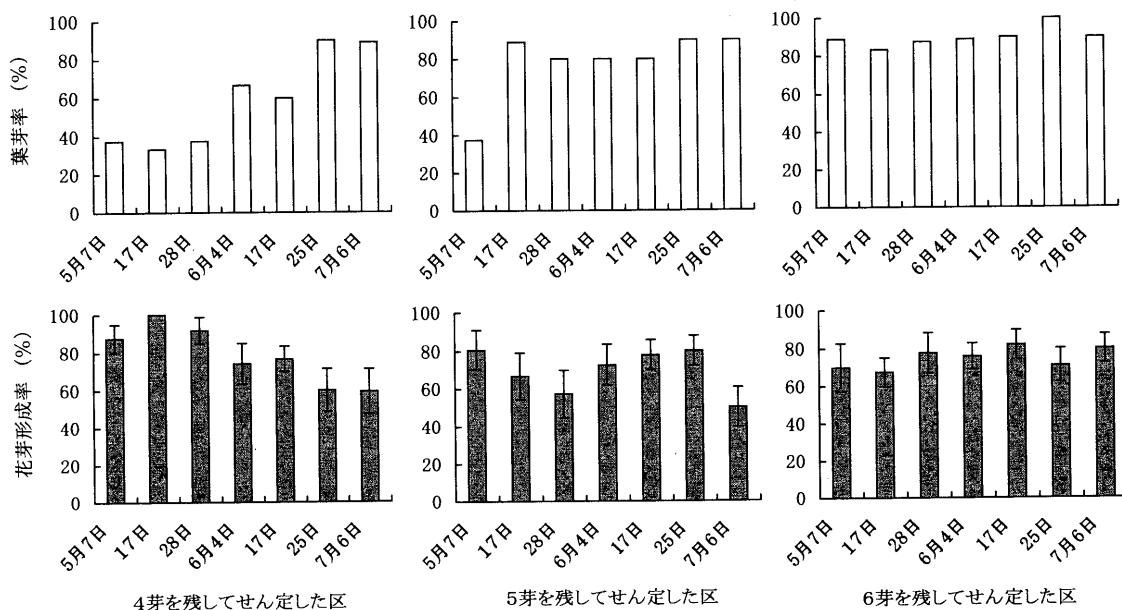 葉芽率 (%)
100
80
60
40
20
0
5月7日
17日
28日
6月4日
17日
25日
7月6日
100
80
60
40
20
0
5月7日
17日
28日
6月4日
17日
25日
7月6日
100
80
60
40
20
0
5月7日
17日
28日
6月4日
17日
25日
7月6日
花芽形成率 (%)
100
80
60
40
20
0
5月7日
17日
28日
6月4日
17日
25日
7月6日
4芽を残してせん定した区
100
80
60
40
20
0
5月7日
17日
28日
6月4日
17日
25日
7月6日
5芽を残してせん定した区
100
80
60
40
20
0
5月7日
17日
28日
6月4日
17日
25日
7月6日
6芽を残してせん定した区